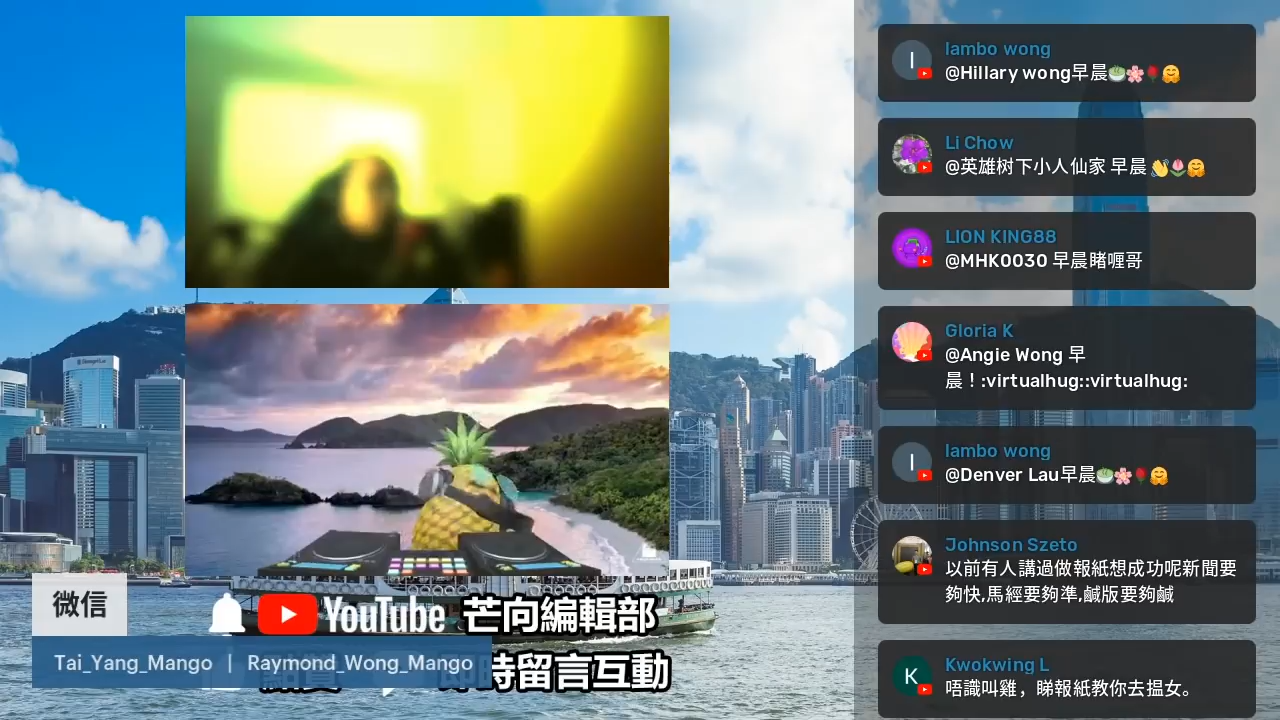 lambo wong
@Hillary wong早晨🍵🌸🌹🤗
Li Chow
@英雄树下小人仙家 早晨 👋🌷🤗
LION KING88
@MHK0030 早晨睹喱哥
Gloria K
@Angie Wong 早
晨！:virtualhug::virtualhug:
lambo wong
@Denver Lau早晨🍵🌸🌹🤗
Johnson Szeto
以前有人講過做報紙想成功呢新聞要
夠快,馬經要夠準,鹹版要夠鹹
Kwokwing L
唔識叫雞，睇報紙教你去揾女。
微信
Tai_Yang_Mango | Raymond_Wong_Mango
YouTube 芒向編輯部
即時留言互動